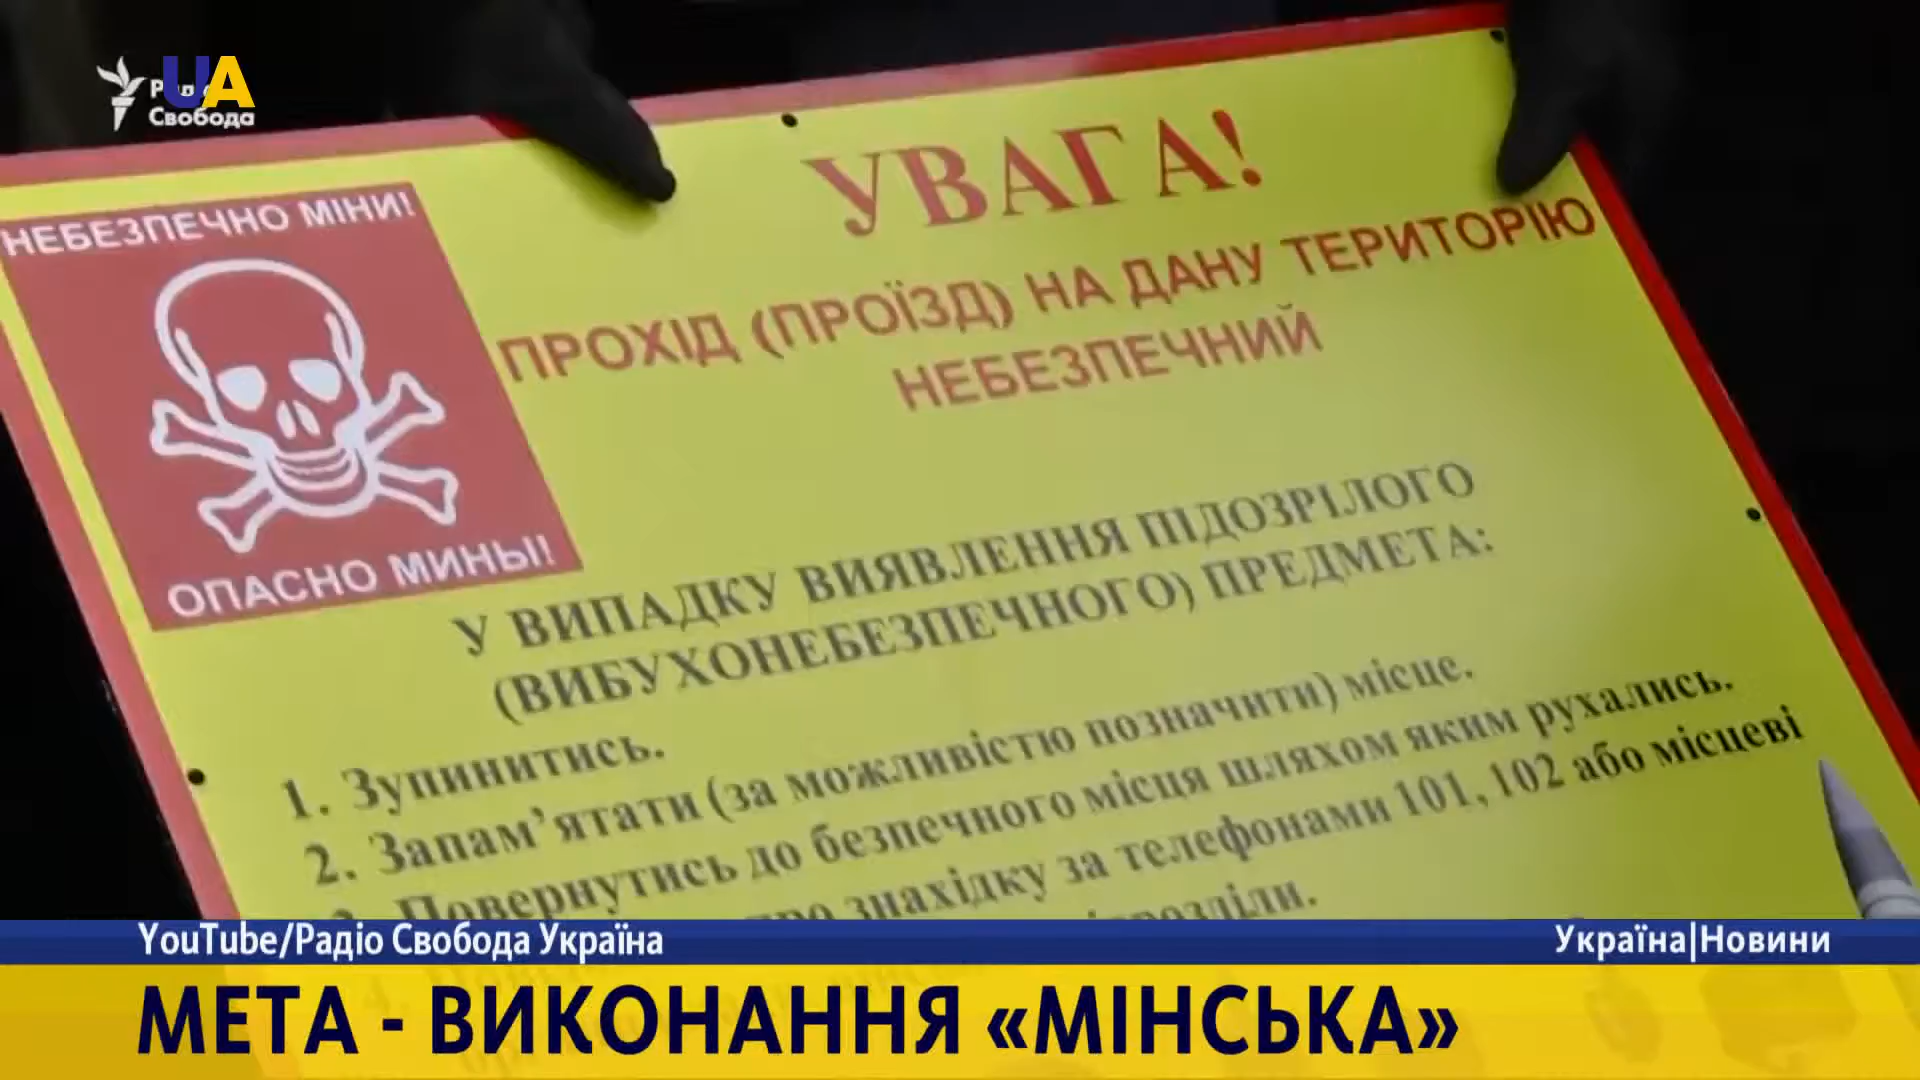 UA
Радіо
Свобода
УВАГА!
НЕБЕЗПЕЧНО МІНИ!
ОПАСНО МИНЫ!
ПРОХІД (ПРОЇЗД) НА ДАНУ ТЕРИТОРІЮ
НЕБЕЗПЕЧНИЙ
У ВИПАДКУ ВИЯВЛЕННЯ ПІДОЗРІЛОГО
(ВИБУХОНЕБЕЗПЕЧНОГО) ПРЕДМЕТА:
1. Зупинитись.
2. Запам’ятати (за можливістю позначити) місце.
Повернутись до безпечного місця шляхом яким рухались.
про знахідку за телефонами 101, 102 або місцеві
YouTube/Радіо Свобода Україна
Україна|Новини
МЕТА - ВИКОНАННЯ «МІНСЬКА»